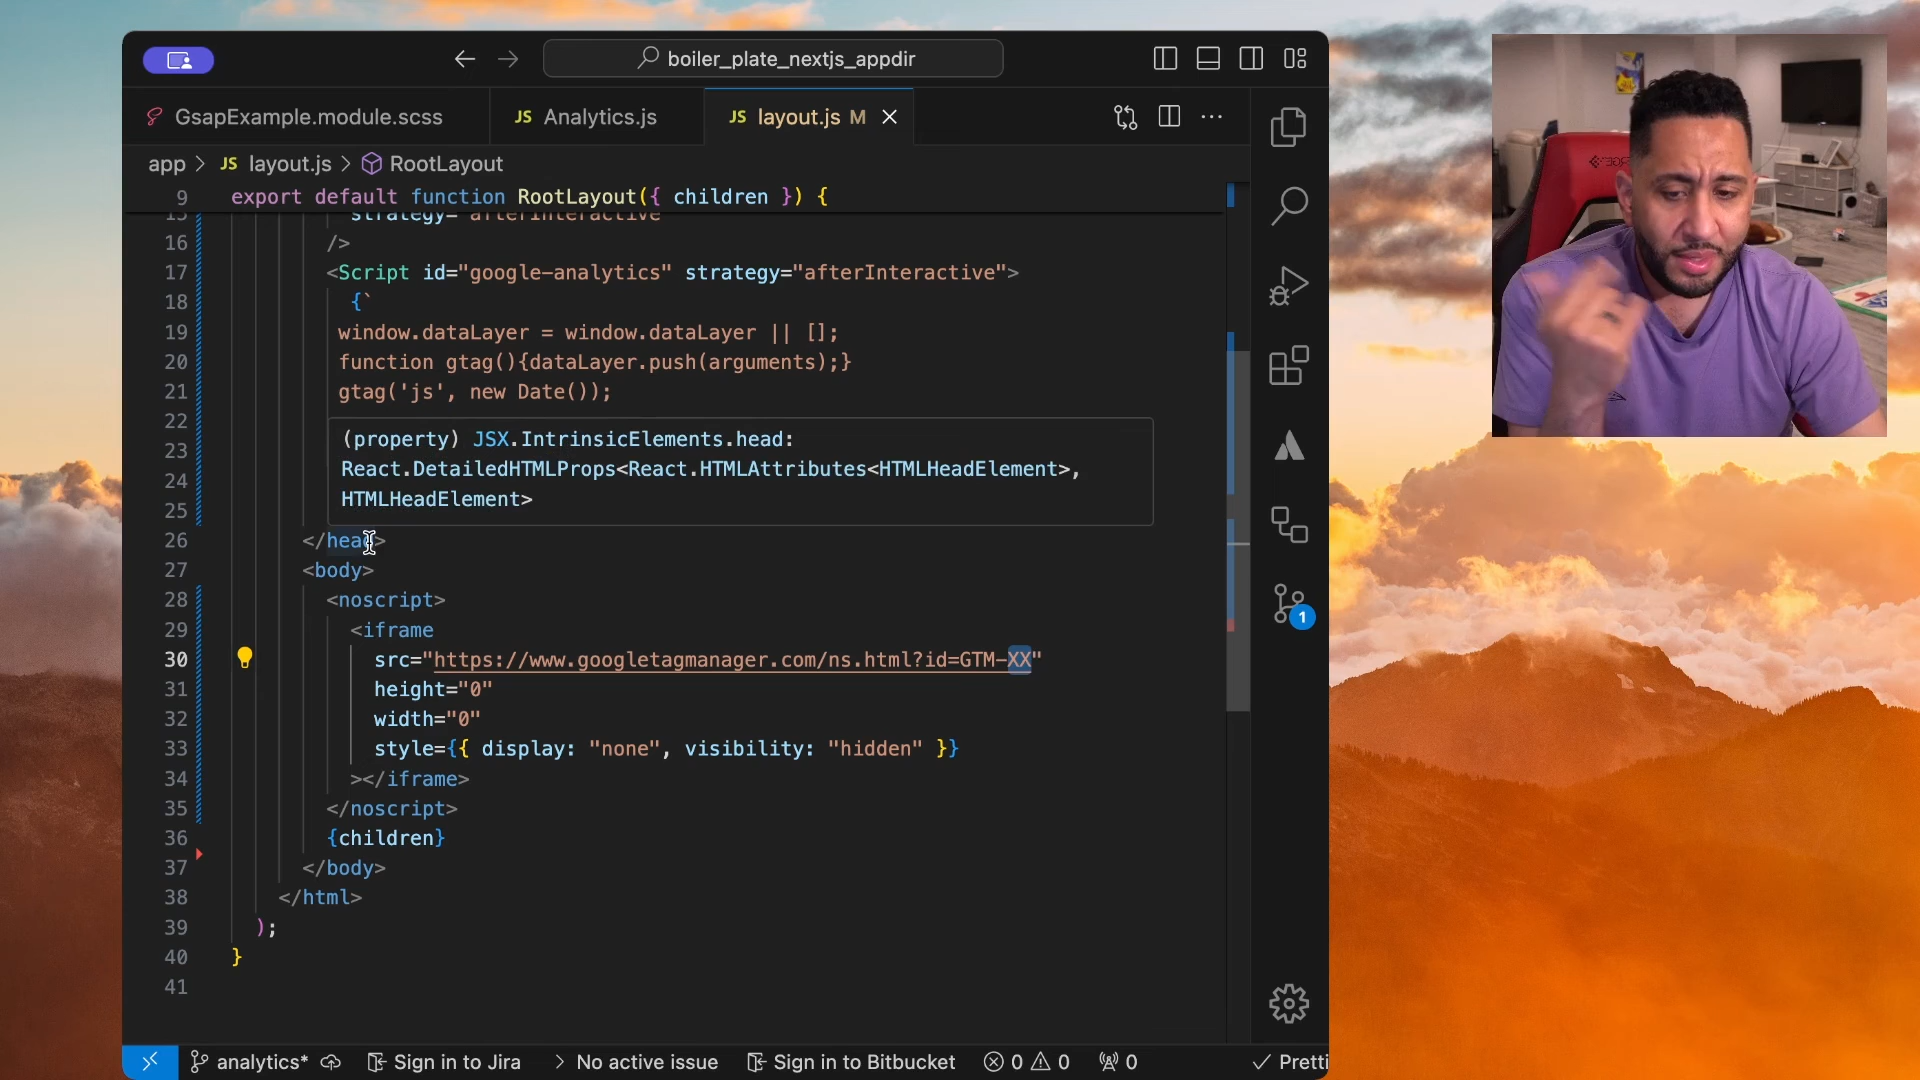 boiler_plate_nextjs_appdir
GsapExample.module.scss
JS Analytics.js
JS layout.js M
app > JS layout.js > RootLayout
9 export default function RootLayout({ children }) {
15 strategy="afterInteractive"
16 />
17 <Script id="google-analytics" strategy="afterInteractive">
18 {`
19 window.dataLayer = window.dataLayer || [];
20 function gtag(){dataLayer.push(arguments);}
21 gtag('js', new Date());
22
(property) JSX.IntrinsicElements.head:
23
React.DetailedHTMLProps<React.HTMLAttributes<HTMLHeadElement>,
24
HTMLHeadElement>
25
26 </head>
27 <body>
28 <noscript>
29 <iframe
30 src="https://www.googletagmanager.com/ns.html?id=GTM-XX"
31 height="0"
32 width="0"
33 style={{ display: "none", visibility: "hidden" }}
34 ></iframe>
35 </noscript>
36 {children}
37 </body>
38 </html>
39 );
40 }
41
1
analytics* Sign in to Jira > No active issue Sign in to Bitbucket 0 0 0 Pretti